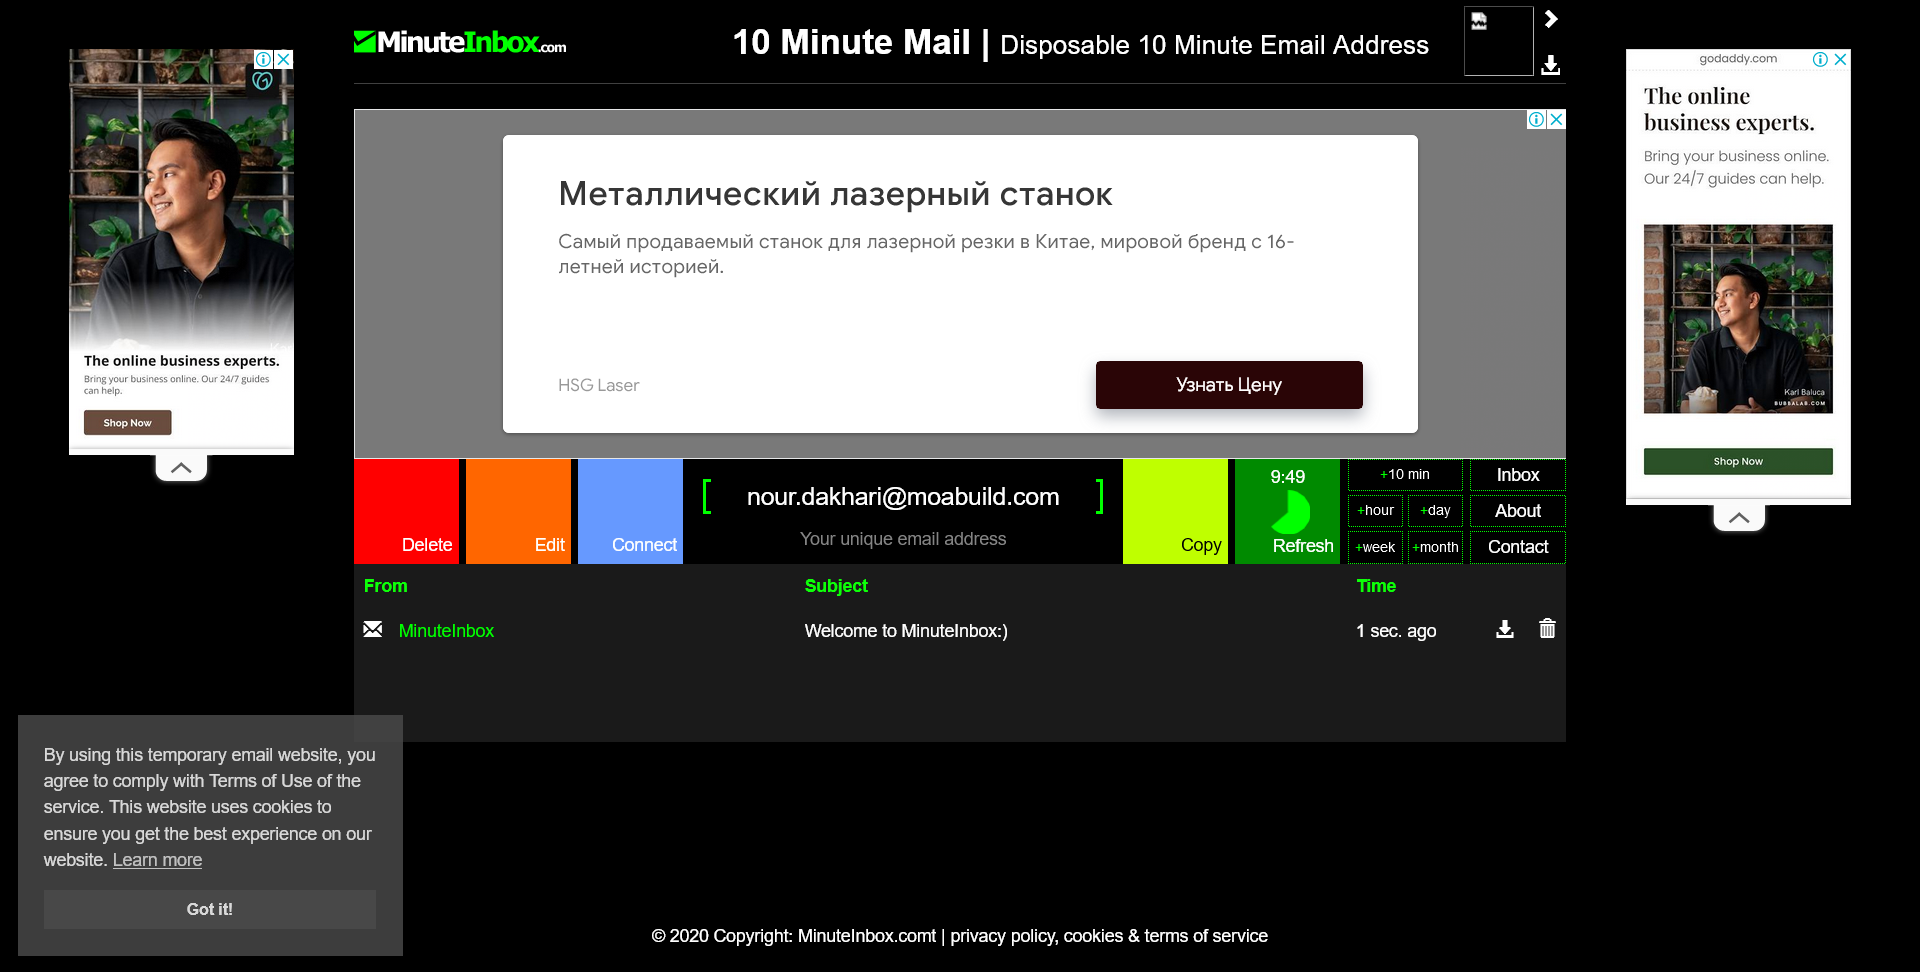 MinuteInbox.com
10 Minute Mail | Disposable 10 Minute Email Address
The online business experts.
Bring your business online. Our 24/7 guides
can help.
Shop Now
Металлический лазерный станок
Самый продаваемый станок для лазерной резки в Китае, мировой бренд с 16-
летней историей.
HSG Laser
Узнать Цену
godaddy.com
The online
business experts.
Bring your business online.
Our 24/7 guides can help.
Karl Baluca
BUBBALAB.COM
Shop Now
Delete
Edit
Connect
[ nour.dakhari@moabuild.com ]
Your unique email address
Copy
9:49
Refresh
+10 min
+hour
+day
+week
+month
Inbox
About
Contact
From Subject Time
MinuteInbox Welcome to MinuteInbox:) 1 sec. ago
By using this temporary email website, you
agree to comply with Terms of Use of the
service. This website uses cookies to
ensure you get the best experience on our
website. Learn more
Got it!
© 2020 Copyright: MinuteInbox.comt | privacy policy, cookies & terms of service